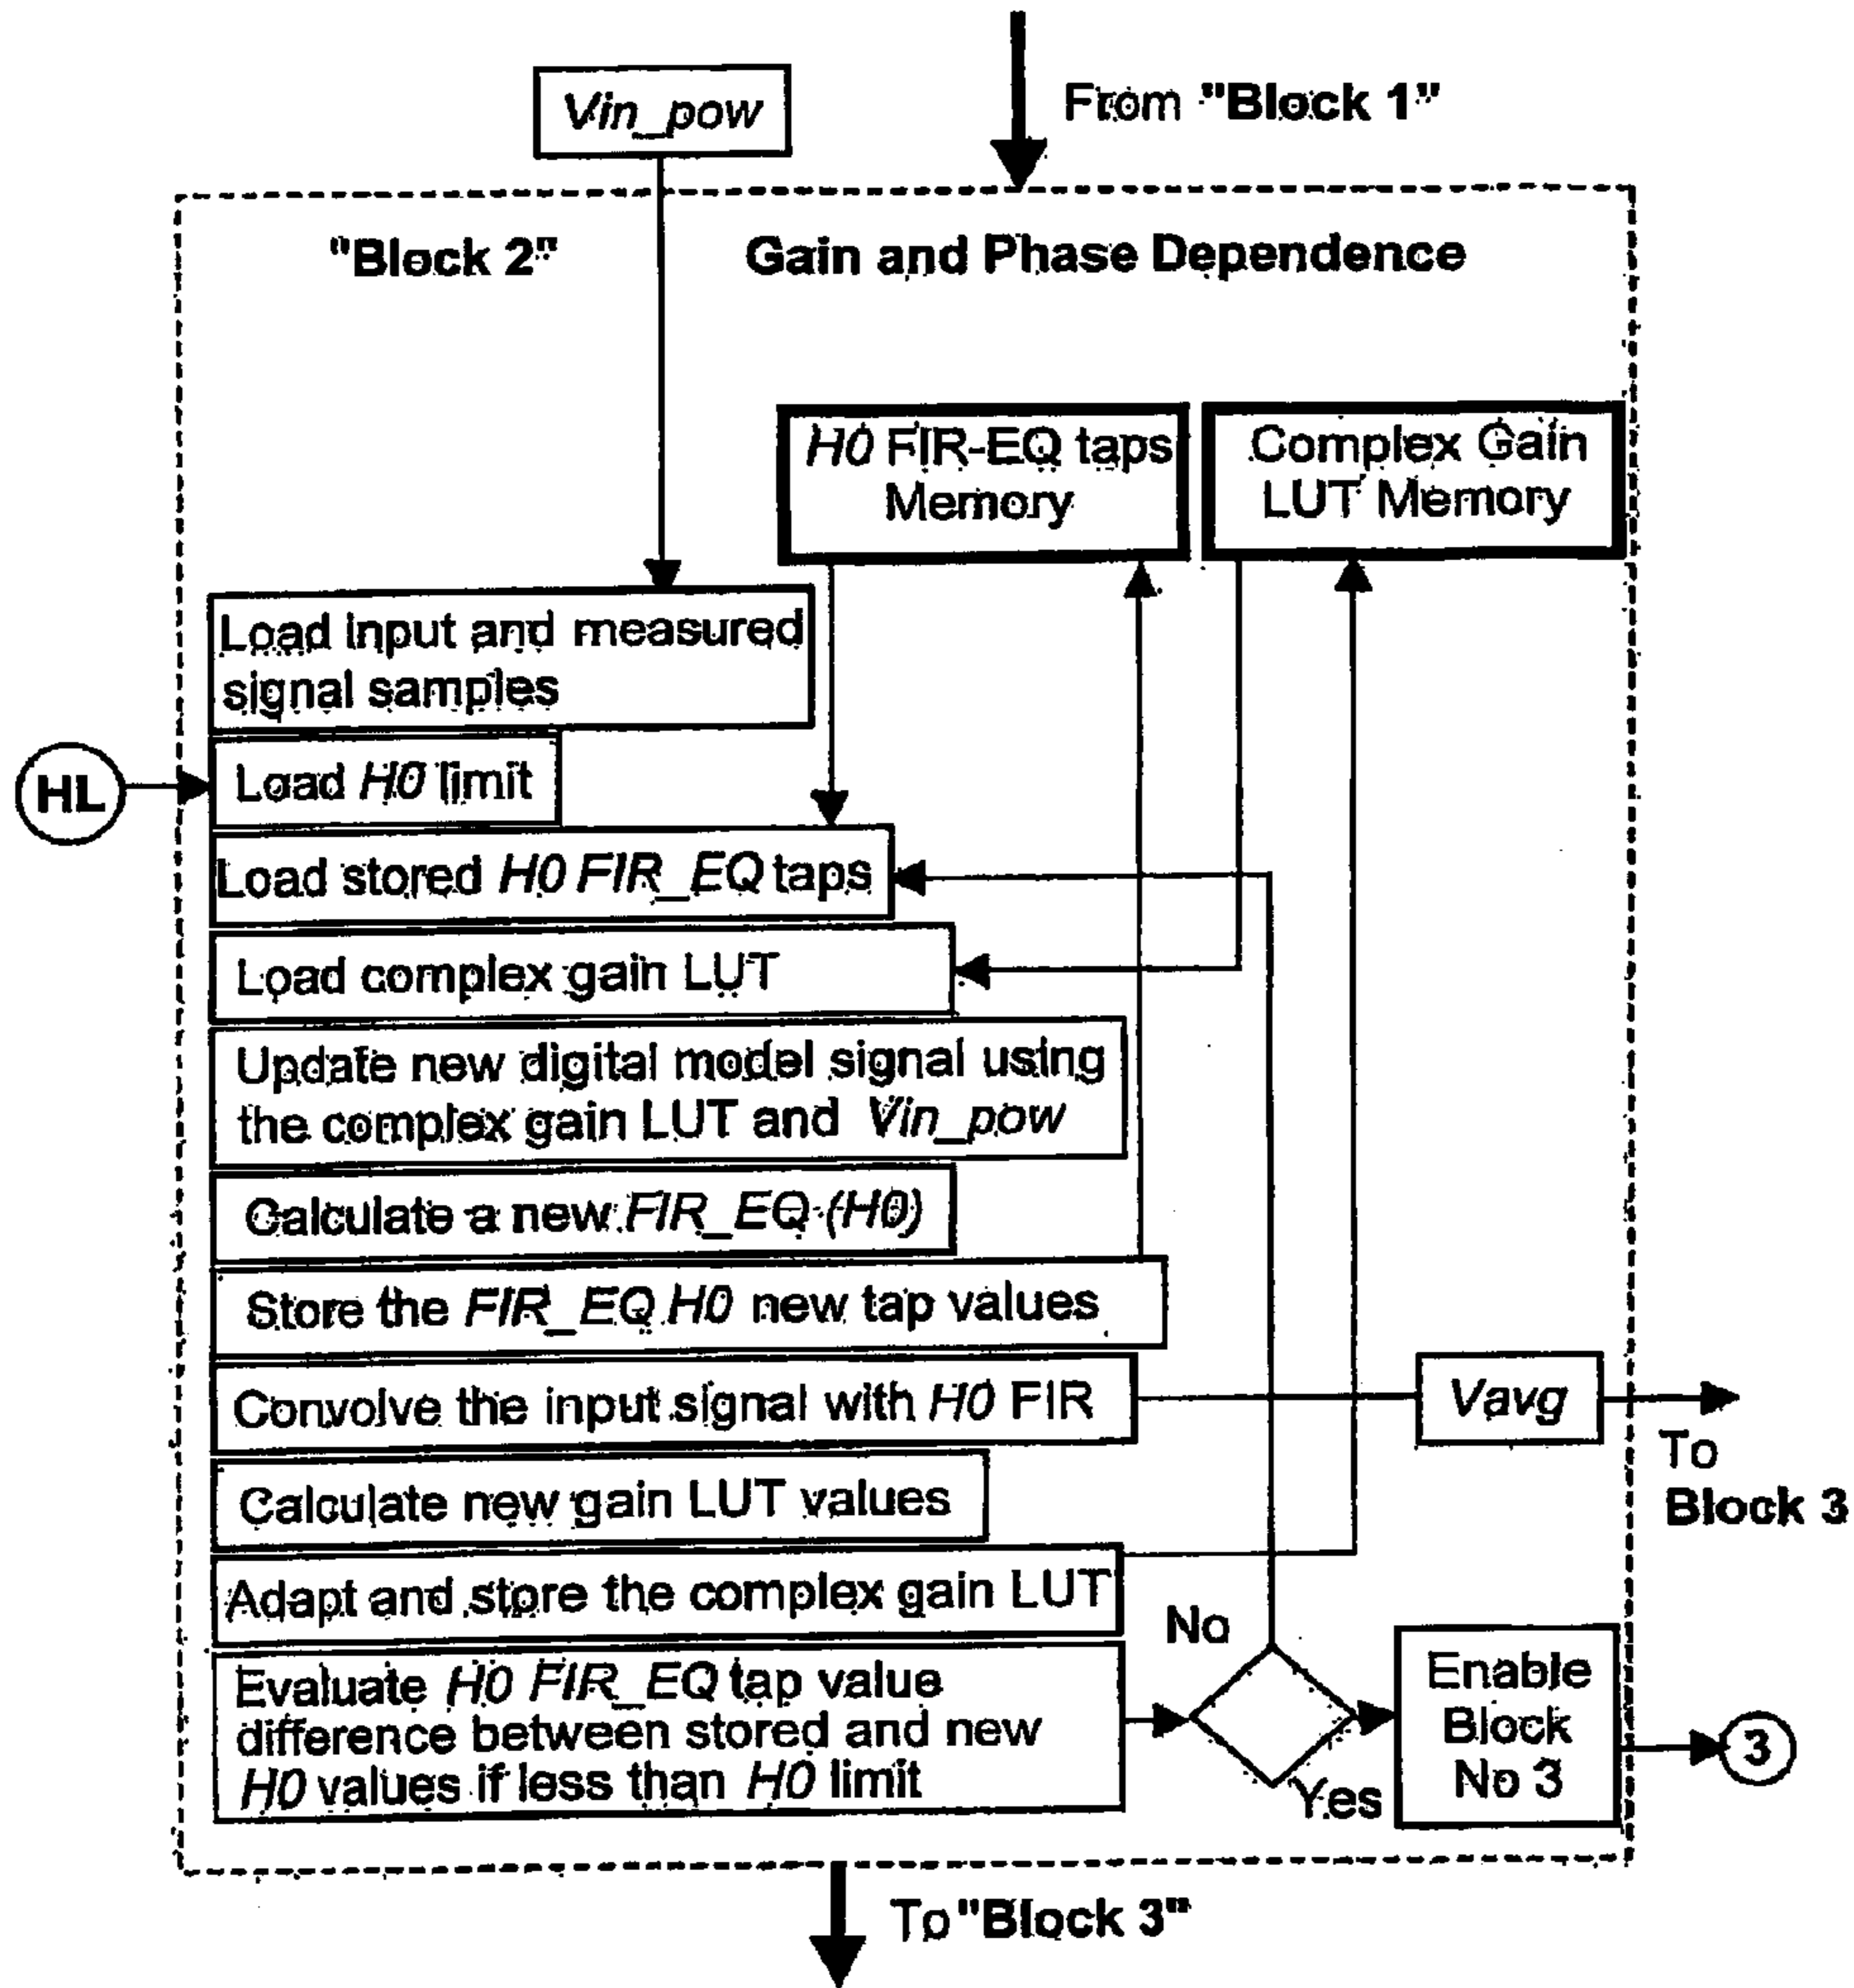 Vin_pow
From "Block 1"
"Block 2"
Gain and Phase Dependence
H0 FIR-EQ taps
Memory
Complex Gain
LUT Memory
Load input and measured
signal samples
HL
Load H0 limit
Load stored H0 FIR_EQ taps
Load complex gain LUT
Update new digital model signal using
the complex gain LUT and Vin_pow
Calculate a new FIR_EQ (H0)
Store the FIR_EQ H0 new tap values
Convolve the input signal with H0 FIR
Vavg
To
Block 3
Calculate new gain LUT values
Adapt and store the complex gain LUT
No
Evaluate H0 FIR_EQ tap value
difference between stored and new
H0 values if less than H0 limit
Yes
Enable
Block
No 3
3
To "Block 3"